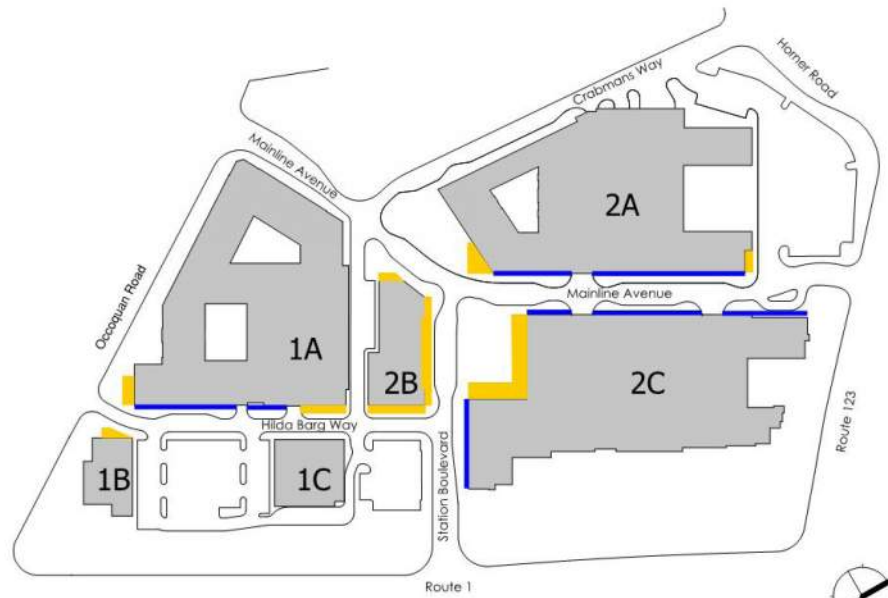 Crabmans Way
Horner Road
Mainline Avenue
2A
Occoquan Road
1A
Mainline Avenue
2B
2C
Hilda Barg Way
Route 123
1B
1C
Station Boulevard
Route 1